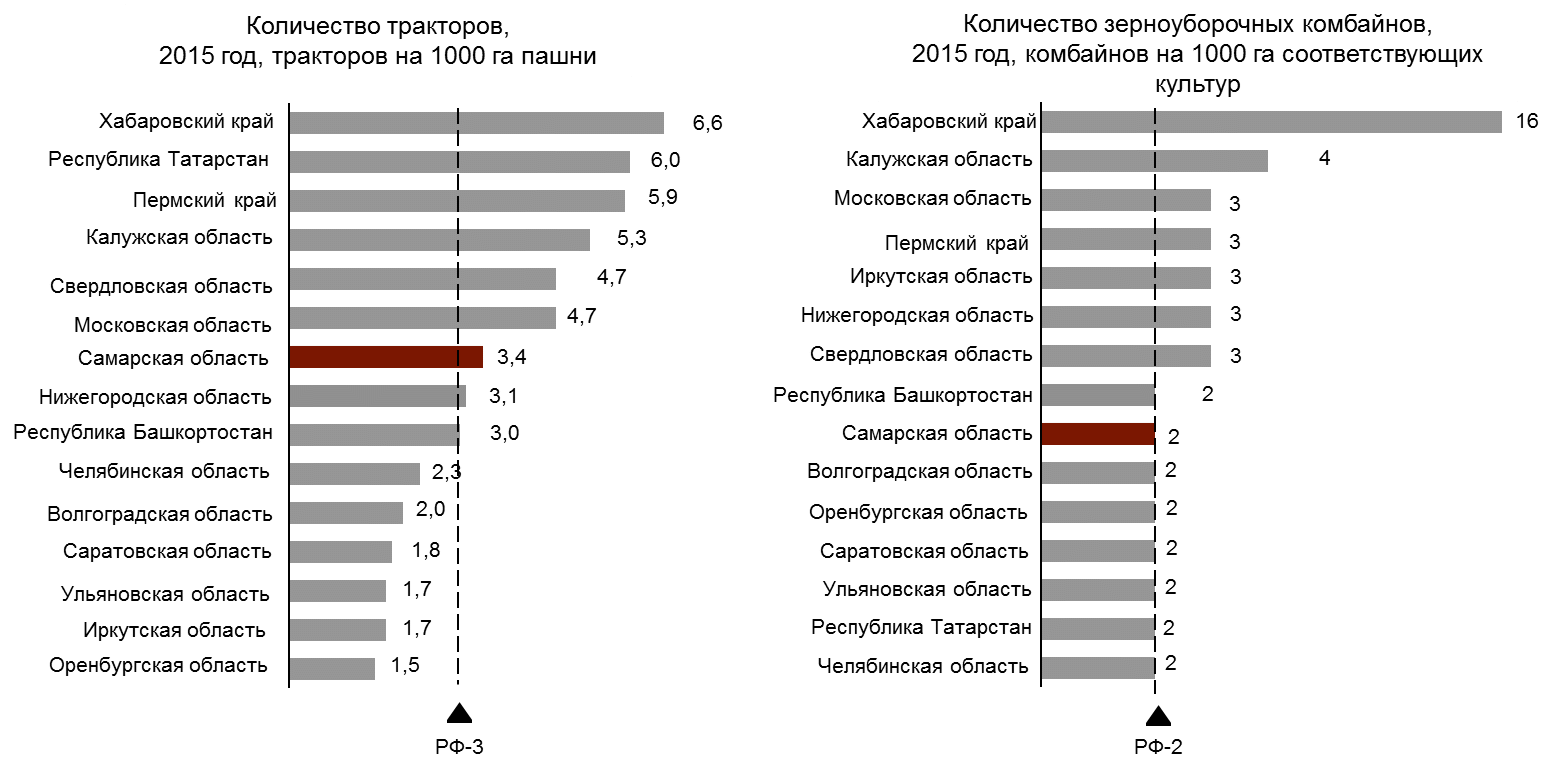 Количество тракторов,
2015 год, тракторов на 1000 га пашни
Хабаровский край 6,6
Республика Татарстан 6,0
Пермский край 5,9
Калужская область 5,3
Свердловская область 4,7
Московская область 4,7
Самарская область 3,4
Нижегородская область 3,1
Республика Башкортостан 3,0
Челябинская область 2,3
Волгоградская область 2,0
Саратовская область 1,8
Ульяновская область 1,7
Иркутская область 1,7
Оренбургская область 1,5
РФ-3
Количество зерноуборочных комбайнов,
2015 год, комбайнов на 1000 га соответствующих
культур
Хабаровский край 16
Калужская область 4
Московская область 3
Пермский край 3
Иркутская область 3
Нижегородская область 3
Свердловская область 3
Республика Башкортостан 2
Самарская область 2
Волгоградская область 2
Оренбургская область 2
Саратовская область 2
Ульяновская область 2
Республика Татарстан 2
Челябинская область 2
РФ-2